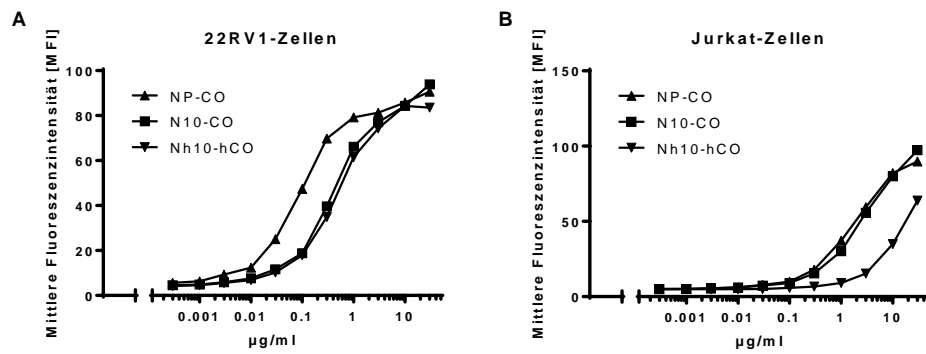 A
22RV1-Zellen
Mittlere Fluoreszenzintensität [MFI]
100
80
60
40
20
0
NP-CO
N10-CO
Nh10-hCO
0.001
0.01
0.1
1
10
µg/ml
B
Jurkat-Zellen
Mittlere Fluoreszenzintensität [MFI]
150
100
50
0
NP-CO
N10-CO
Nh10-hCO
0.001
0.01
0.1
1
10
µg/ml